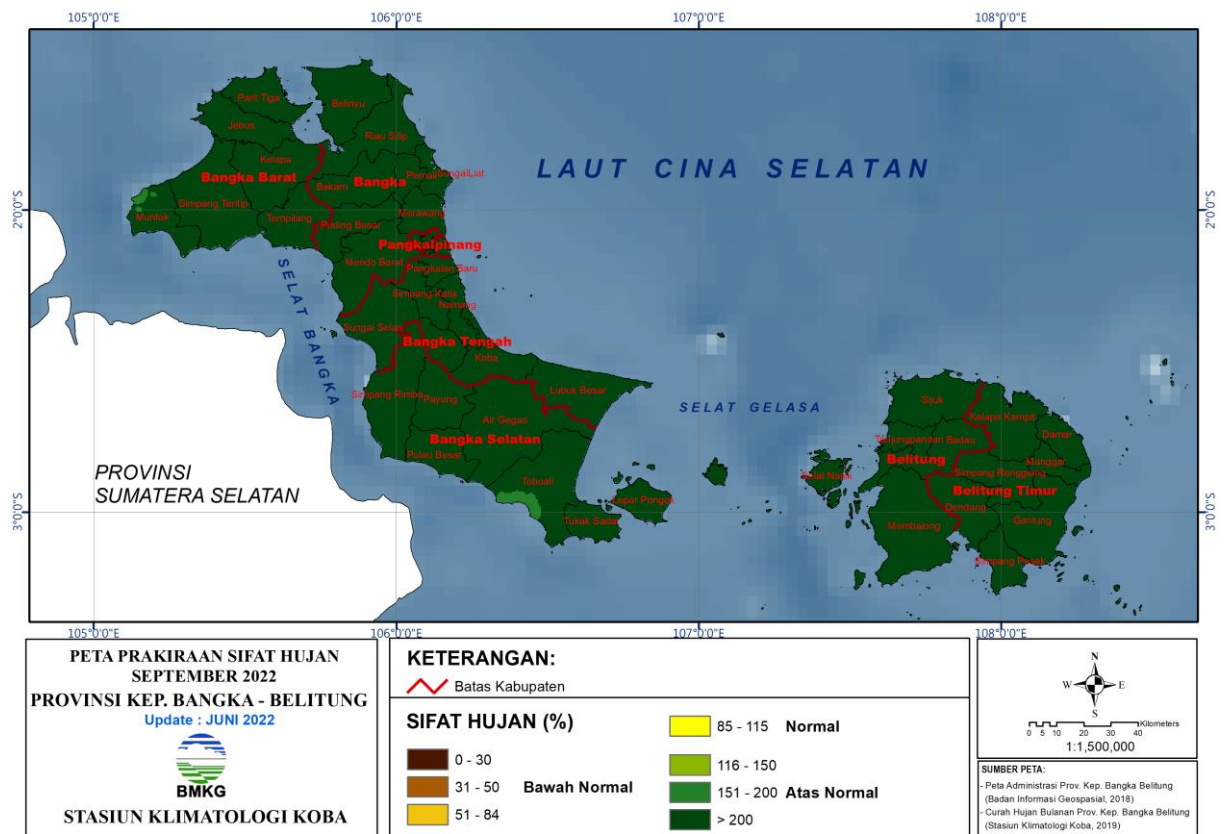 105°0'0"E 106°0'0"E 107°0'0"E 108°0'0"E
Parit Tiga
Belinyu
Jebus
Riau Silip
Kelapa
LAUT CINA SELATAN
Pemali
SungaiLiat
Bangka Barat
Bangka
Bakam
Simpang Teritip
2°0'0"S
2°0'0"S
Muntok
Tempilang
Merawang
Puding Besar
Pangkalpinang
Mendo Barat
Pangkalan Baru
SELAT BANGKA
Simpang Katis
Namang
Sungai Selan
Bangka Tengah
Koba
Simpang Rimba
Payung
Lubuk Besar
SELAT GELASA
Sijuk
Kelapa Kampit
Air Gegas
Bangka Selatan
Damar
Tanjungpandan
Badau
Pulau Besar
Belitung
Manggar
PROVINSI
SUMATERA SELATAN
Toboali
Selat Nasik
Simpang Renggiang
Belitung Timur
Lepar Pongok
3°0'0"S
3°0'0"S
Dendang
Tukak Sadai
Membalong
Gantung
Simpang Pesak
105°0'0"E 106°0'0"E 107°0'0"E 108°0'0"E
PETA PRAKIRAAN SIFAT HUJAN
SEPTEMBER 2022
PROVINSI KEP. BANGKA - BELITUNG
Update : JUNI 2022
BMKG
STASIUN KLIMATOLOGI KOBA
KETERANGAN:
Batas Kabupaten
SIFAT HUJAN (%)
0 - 30
31 - 50 Bawah Normal
51 - 84
85 - 115 Normal
116 - 150
151 - 200 Atas Normal
> 200
N
W E
S
Kilometers
0 5 10 20 30 40
1:1,500,000
SUMBER PETA:
- Peta Administrasi Prov. Kep. Bangka Belitung
(Badan Informasi Geospasial, 2018)
- Curah Hujan Bulanan Prov. Kep. Bangka Belitung
(Stasiun Klimatologi Koba, 2019)